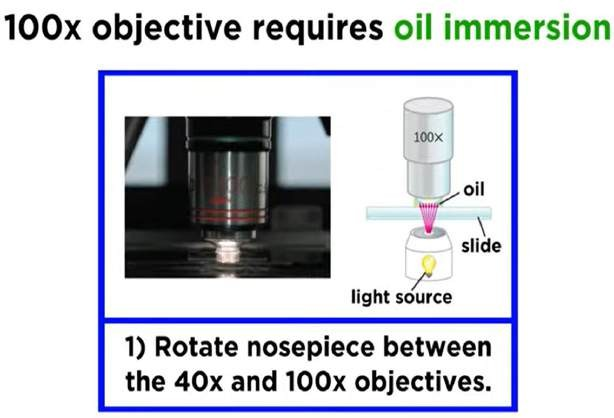 100x objective requires oil immersion
100x
oil
slide
light source
1) Rotate nosepiece between
the 40x and 100x objectives.